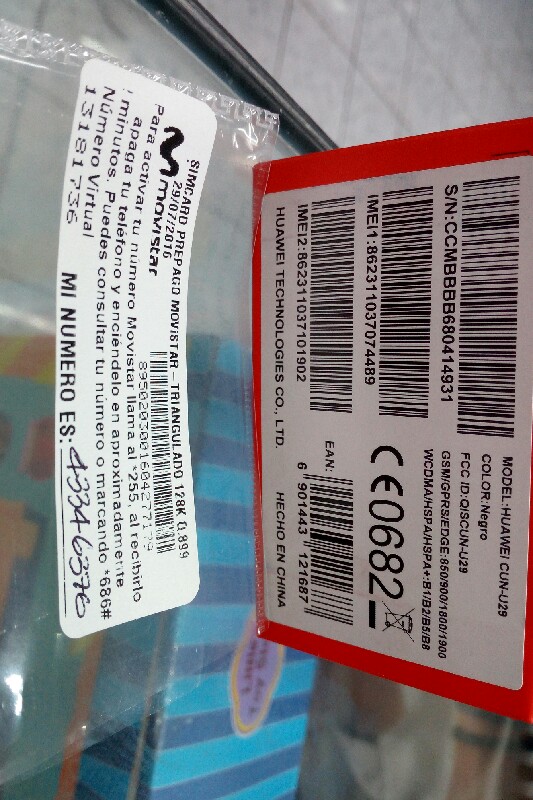 SIMCARD PREPAGO MOVISTAR - TRIANGULADO 128K 0,899
29/07/2016
movistar
8950203001604277179
para activar tu numero Movistar llama al *255, al recibirlo
apaga tu teléfono y enciéndelo en aproximadamente
minutos. Puedes consultar tu número o marcando *686#
Número Virtual
13181736
MI NUMERO ES: 43346376
MODEL:HUAWEI CUN-U29
COLOR:Negro
FCC ID:QISCUN-U29
GSM/GPRS/EDGE:850/900/1800/1900
WCDMA/HSPA/HSPA+:B1/B2/B5/B8
S/N:CCMBBBB680414931
CE0682
IMEI1:862311037074489
IMEI2:862311037101902
EAN:
6 901443 121687
HUAWEI TECHNOLOGIES CO., LTD.
HECHO EN CHINA